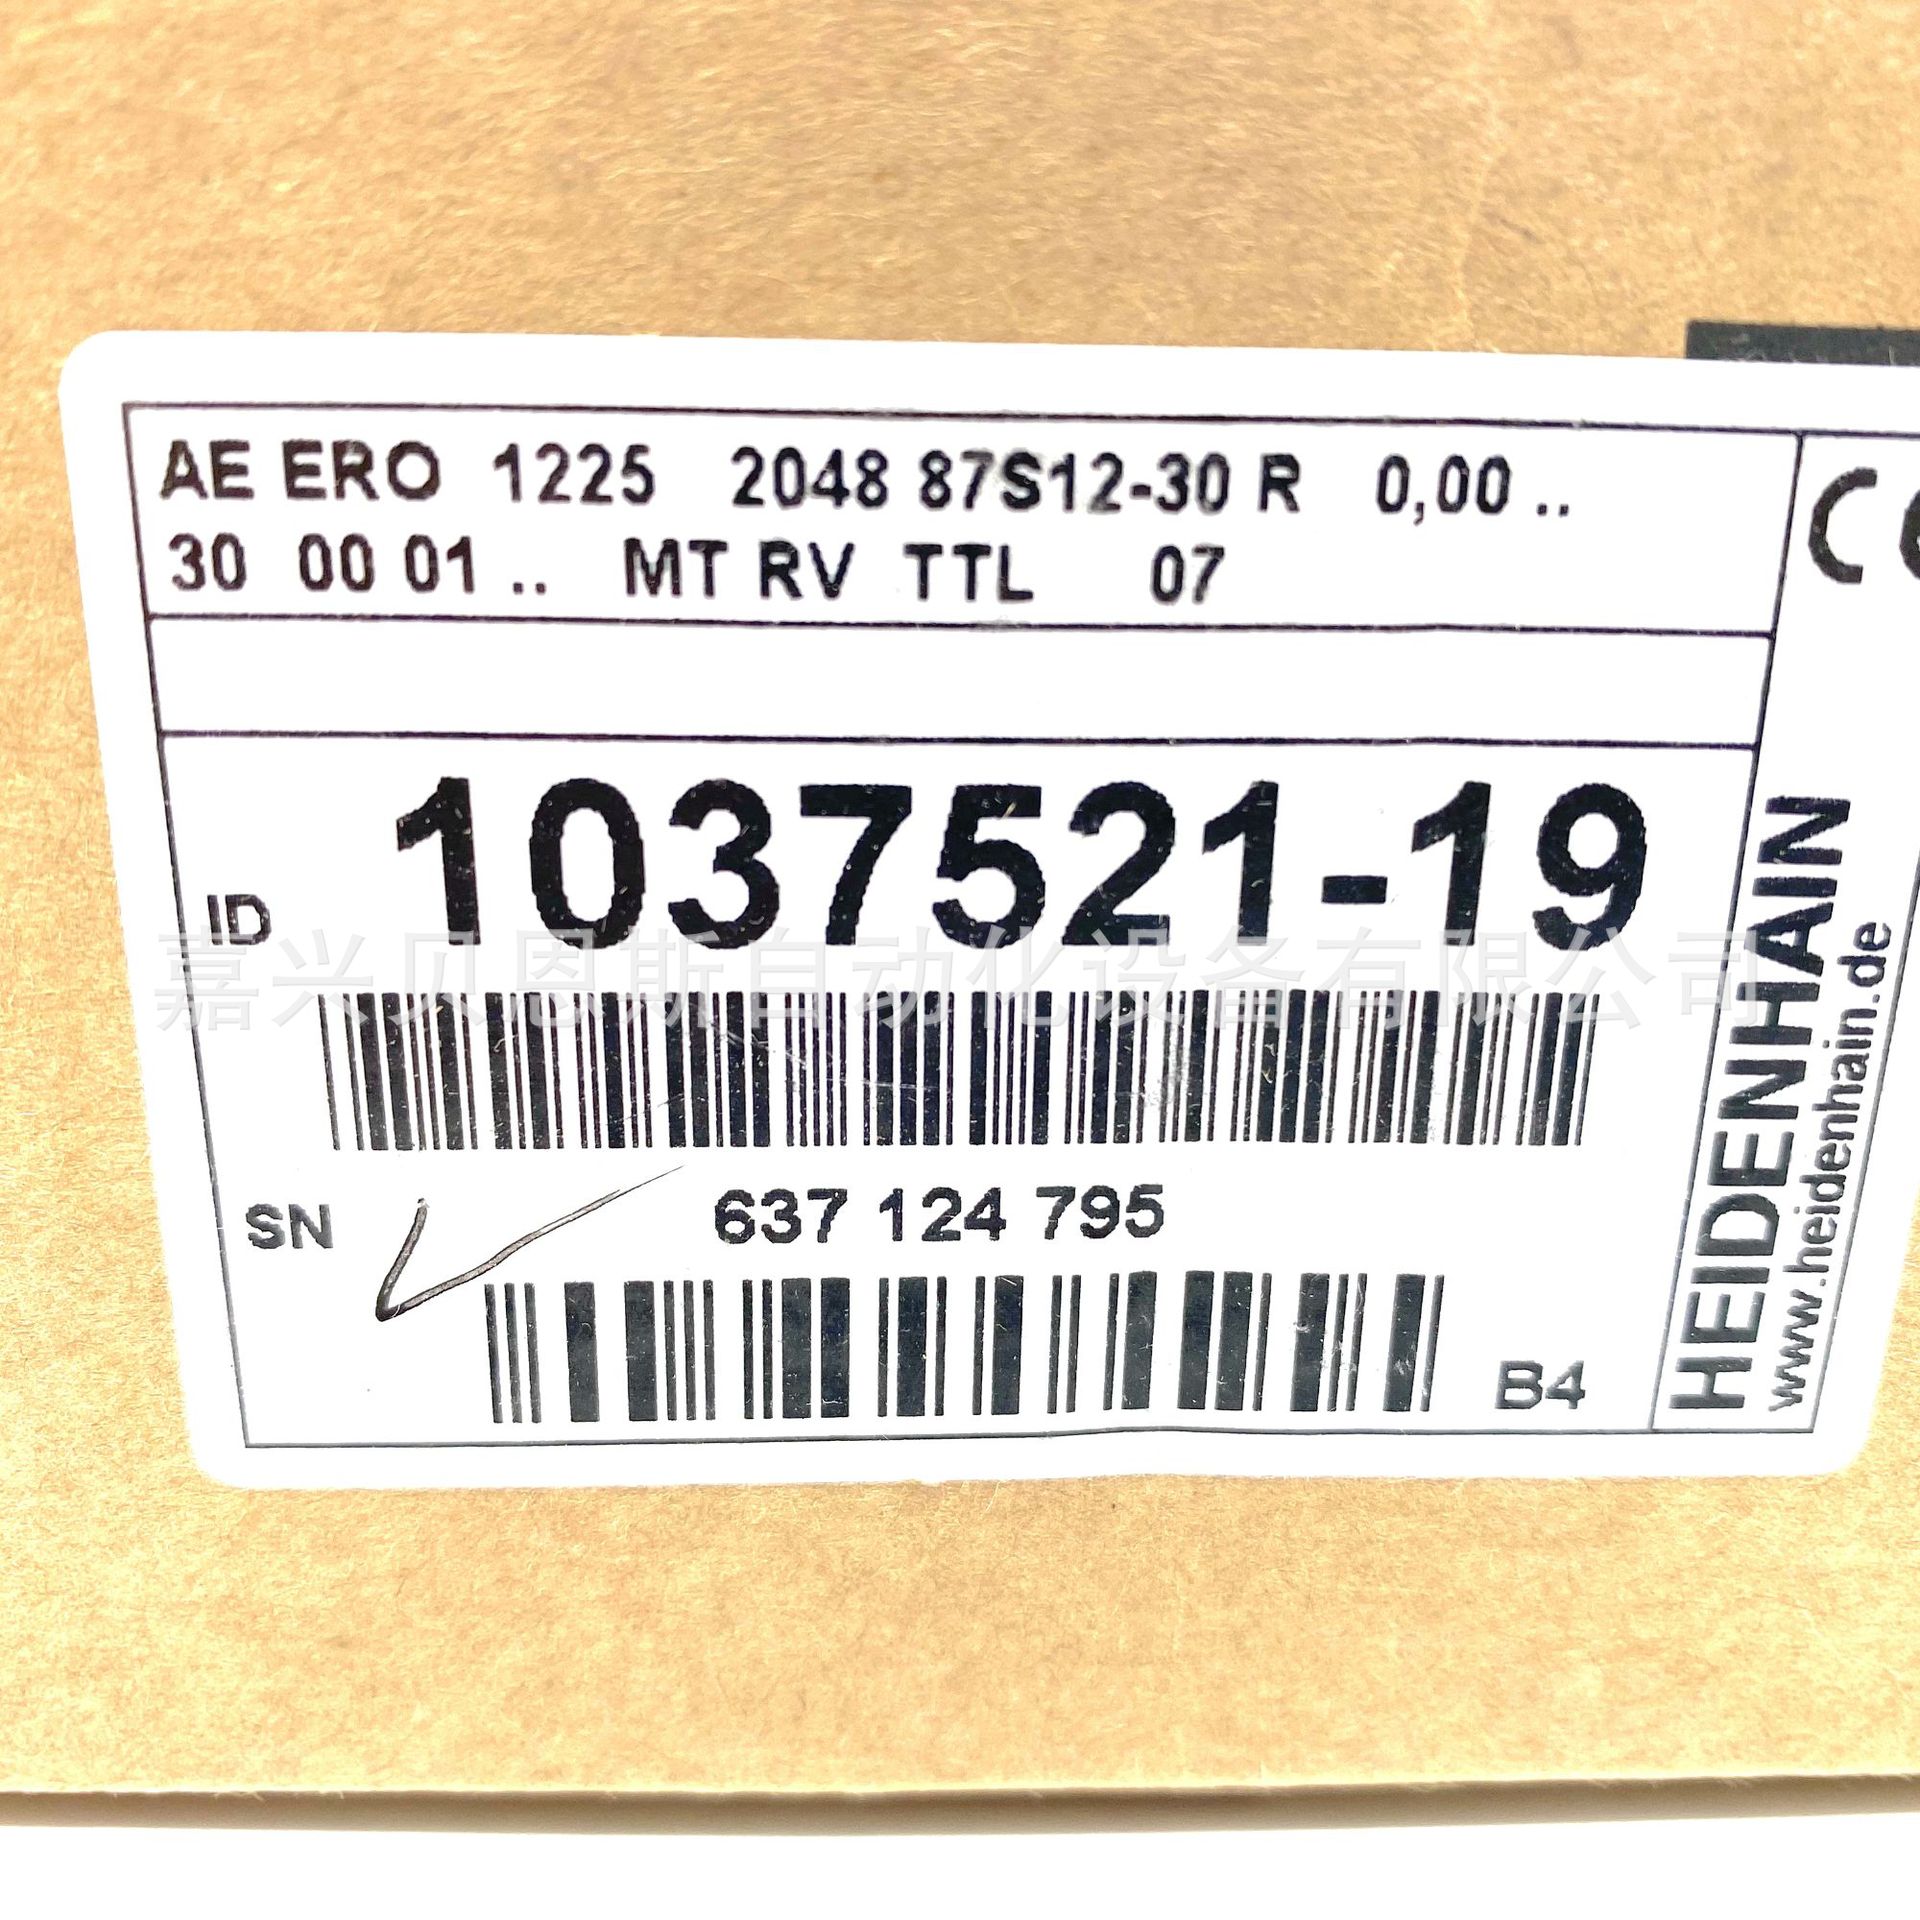 AE ERO 1225 2048 87S12-30 R 0,00 ..
30 00 01 .. MT RV TTL 07
ID 1037521-19
嘉兴贝恩斯自动化设备有限公司
SN 637 124 795
B4
HEIDENHAIN
www.heidenhain.de
CE